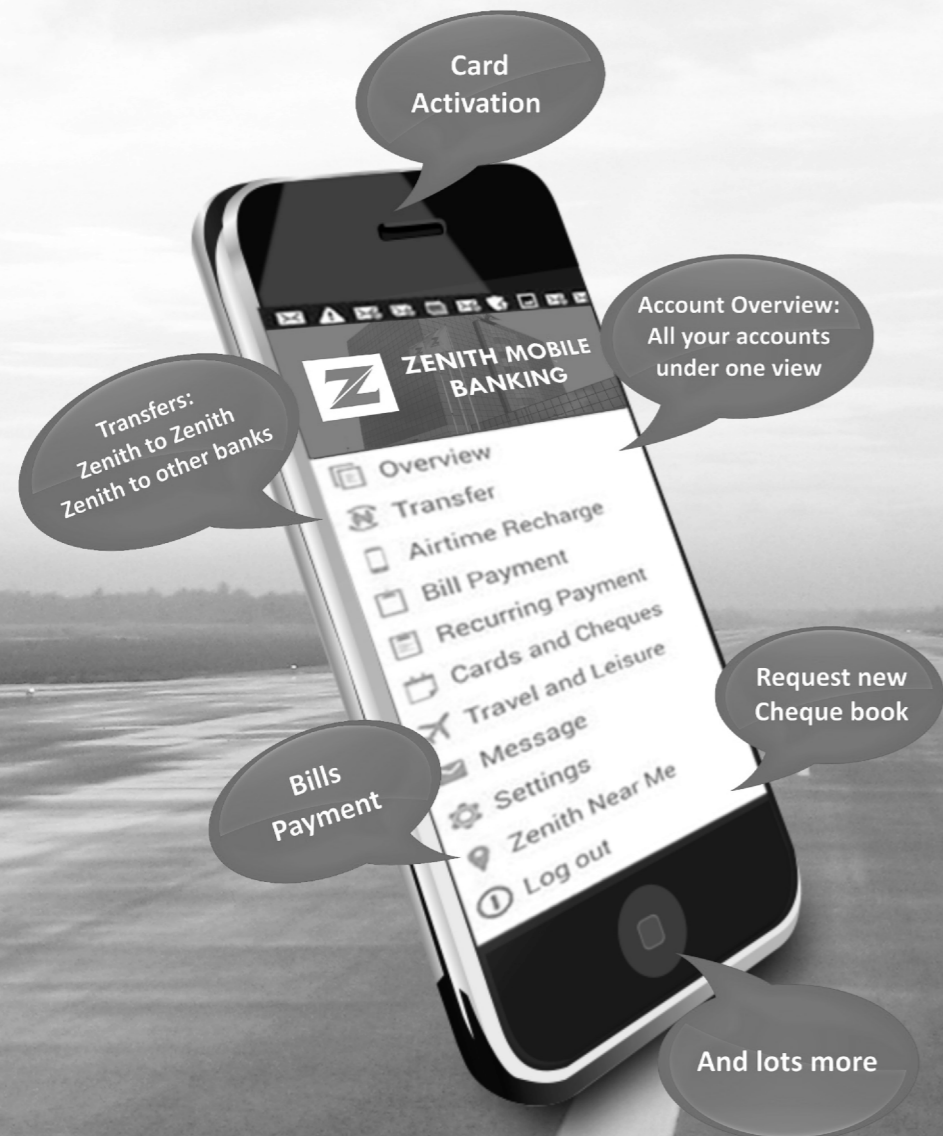 Card
Activation
Account Overview:
All your accounts
under one view
ZENITH MOBILE
BANKING
Transfers:
Zenith to Zenith
Zenith to other banks
Overview
Transfer
Airtime Recharge
Bill Payment
Recurring Payment
Cards and Cheques
Travel and Leisure
Message
Settings
Zenith Near Me
Log out
Request new
Cheque book
Bills
Payment
And lots more